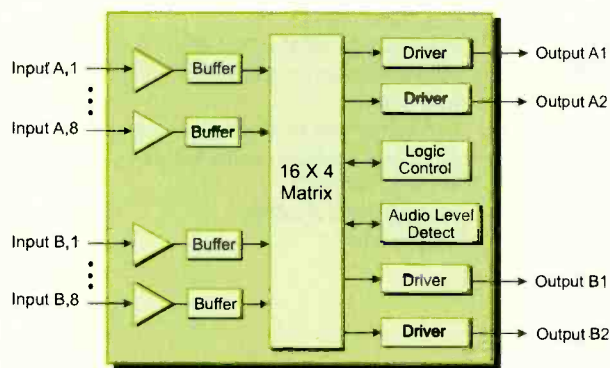 Input A,1
Buffer
Input A,8
Buffer
Input B,1
Buffer
Input B,8
Buffer
16 X 4
Matrix
Driver
Output A1
Driver
Output A2
Logic
Control
Audio Level
Detect
Driver
Output B1
Driver
Output B2